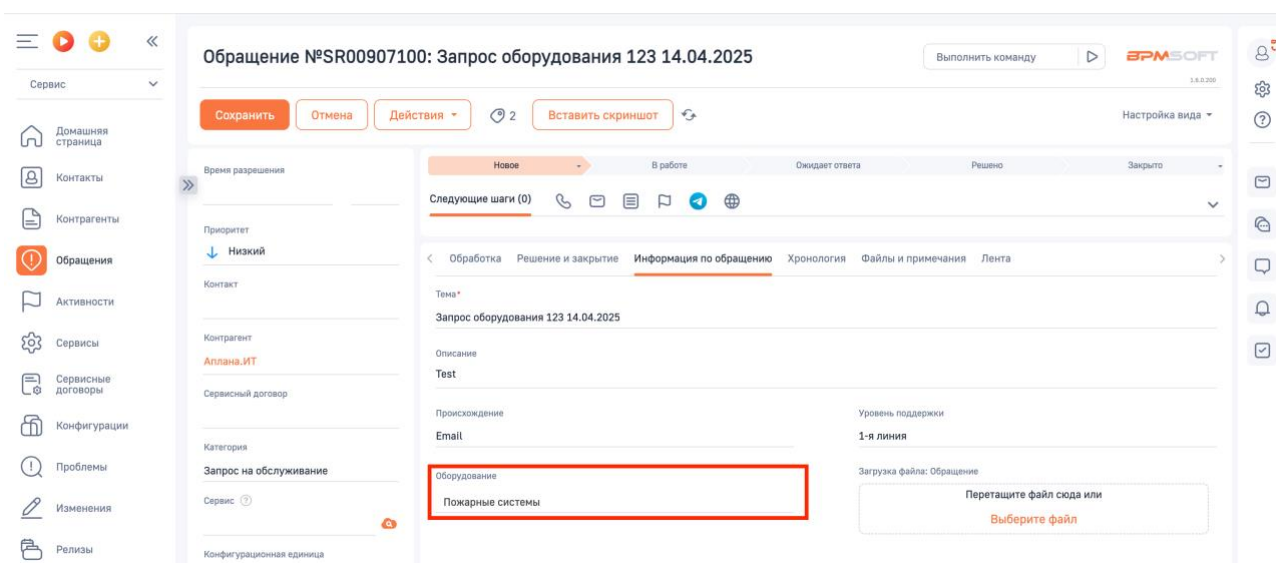 Обращение №SR00907100: Запрос оборудования 123 14.04.2025
Выполнить команду
BPMSOFT
1.6.0.200
Сервис
Сохранить
Отмена
Действия
2
Вставить скриншот
Настройка вида
Домашняя
страница
Контакты
Контрагенты
Обращения
Активности
Сервисы
Сервисные
договоры
Конфигурации
Проблемы
Изменения
Релизы
Время разрешения
Приоритет
Низкий
Контакт
Контрагент
Аплана.ИТ
Сервисный договор
Категория
Запрос на обслуживание
Сервис
Конфигурационная единица
Новое
В работе
Ожидает ответа
Решено
Закрыто
Следующие шаги (0)
Обработка
Решение и закрытие
Информация по обращению
Хронология
Файлы и примечания
Лента
Тема*
Запрос оборудования 123 14.04.2025
Описание
Test
Происхождение
Email
Уровень поддержки
1-я линия
Оборудование
Пожарные системы
Загрузка файла: Обращение
Перетащите файл сюда или
Выберите файл